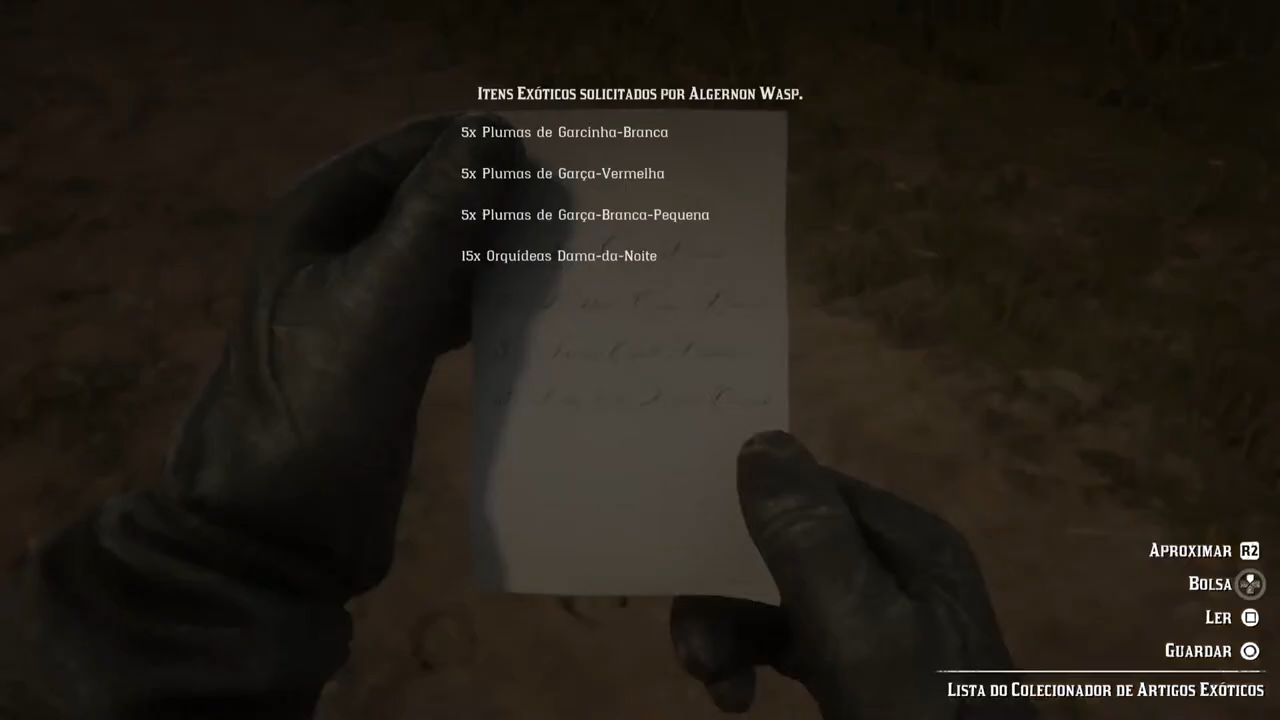 Itens Exóticos solicitados por Algernon Wasp.
5x Plumas de Garcinha-Branca
5x Plumas de Garça-Vermelha
5x Plumas de Garça-Branca-Pequena
15x Orquídeas Dama-da-Noite
Aproximar R2
Bolsa
Ler
Guardar
Lista do Colecionador de Artigos Exóticos